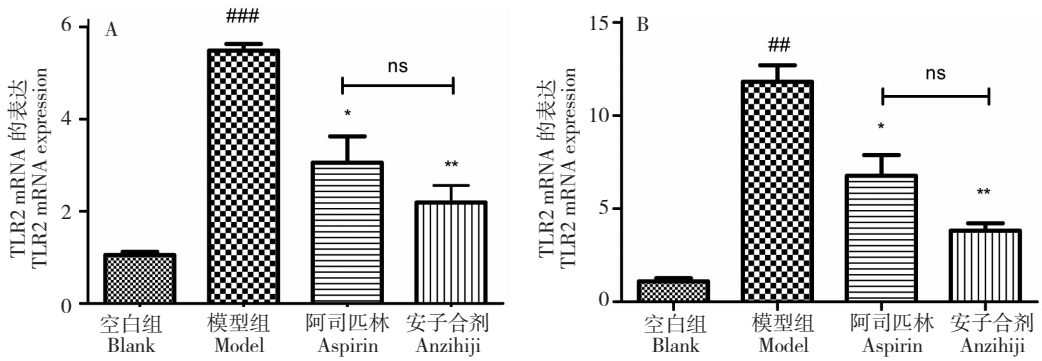 A
TLR2 mRNA 的表达
TLR2 mRNA expression
6
4
2
0
###
*
**
ns
空白组
模型组
阿司匹林
安子合剂
Blank
Model
Aspirin
Anzihiji
B
TLR2 mRNA 的表达
TLR2 mRNA expression
15
10
5
0
##
*
**
ns
空白组
模型组
阿司匹林
安子合剂
Blank
Model
Aspirin
Anzihiji